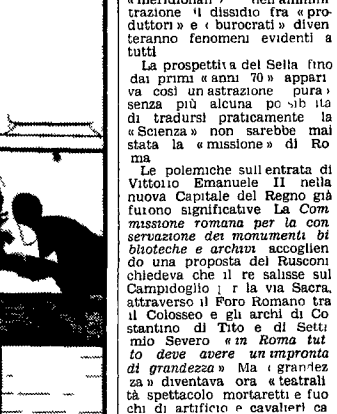 trazione il dissidio fra « pro-
duttori » e « burocrati » diven
teranno fenomeni evidenti a
tutti
La prospettiva del Sella fino
dai primi « anni 70 » appari
va così un astrazione pura
senza più alcuna
di tradursi praticamente la
« Scienza » non sarebbe mai
stata la « missione » di Ro
ma
Le polemiche sull entrata di
Vittorio Emanuele II nella
nuova Capitale del Regno già
furono significative La Com
missione romana per la con
servazione dei monumenti bi
blioteche e archivi accoglien
do una proposta del Rusconi
chiedeva che il re salisse sul
Campidoglio la via Sacra,
attraverso il Foro Romano tra
il Colosseo e gli archi di Co
stantino di Tito e di Setti
mio Severo « in Roma tut
to deve avere un impronta
di grandezza » Ma « grandez
za » diventava ora « teatrali
tà spettacolo mortaretti e fuo
chi di artificio e cavalieri ca